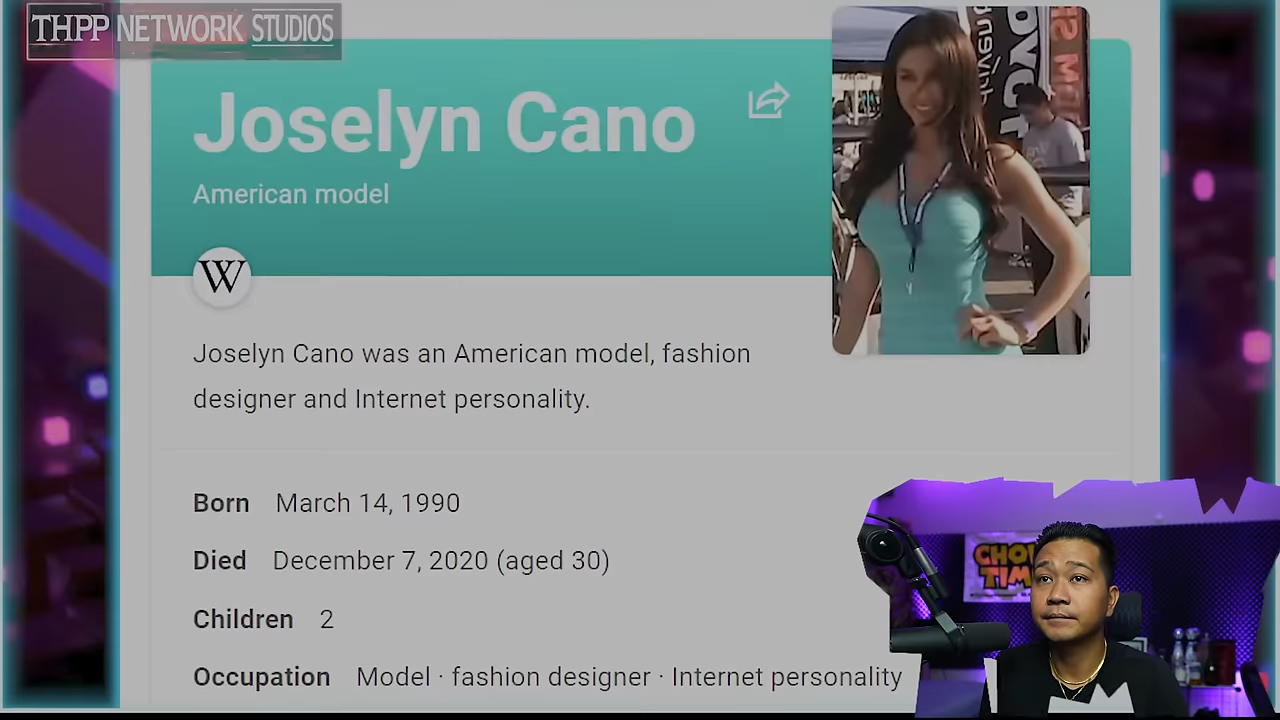 THPP NETWORK STUDIOS
Joselyn Cano
American model
W
Joselyn Cano was an American model, fashion
designer and Internet personality.
Born March 14, 1990
Died December 7, 2020 (aged 30)
Children 2
Occupation Model · fashion designer · Internet personality